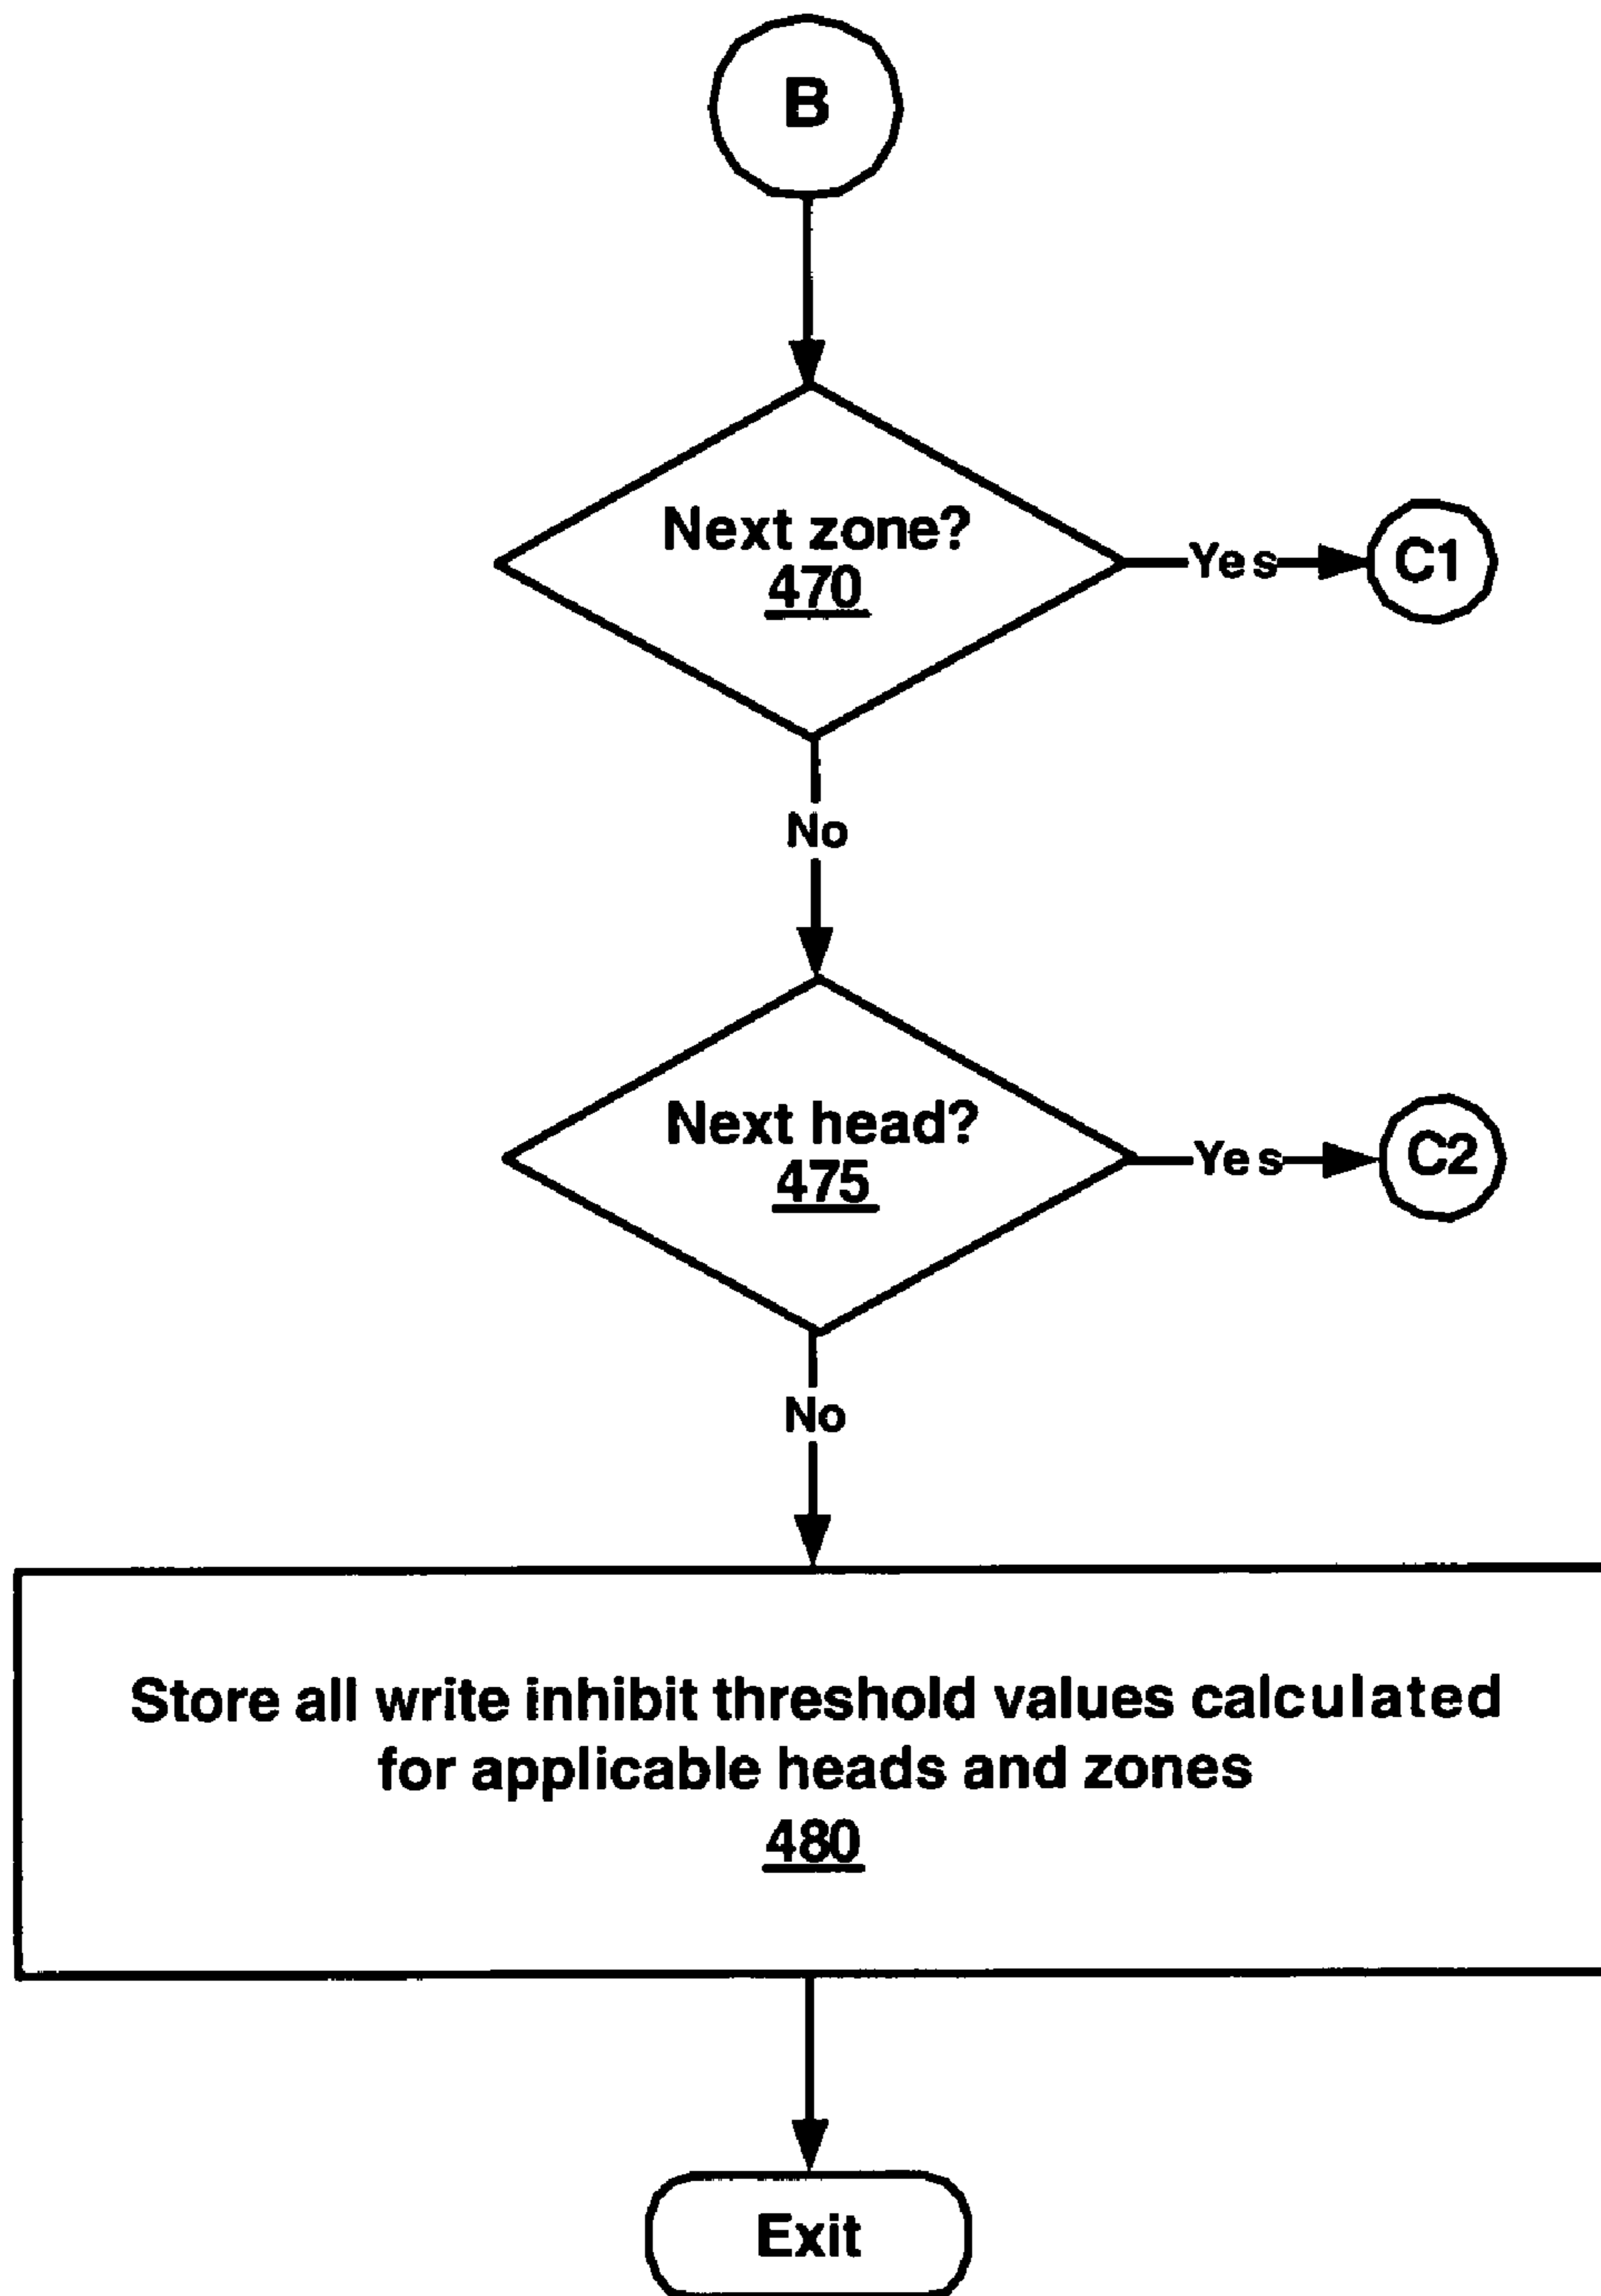 B
Next zone?
470
Yes
C1
No
Next head?
475
Yes
C2
No
Store all write inhibit threshold values calculated
for applicable heads and zones
480
Exit